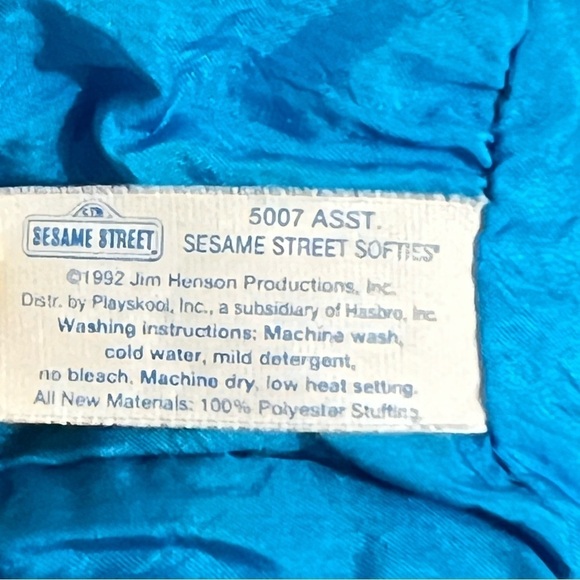 SESAME STREET
5007 ASST.
SESAME STREET SOFTIES
©1992 Jim Henson Productions, Inc.
Distr. by Playskool, Inc., a subsidiary of Hasbro, Inc.
Washing instructions: Machine wash,
cold water, mild detergent,
no bleach. Machine dry, low heat setting.
All New Materials: 100% Polyester Stuffing